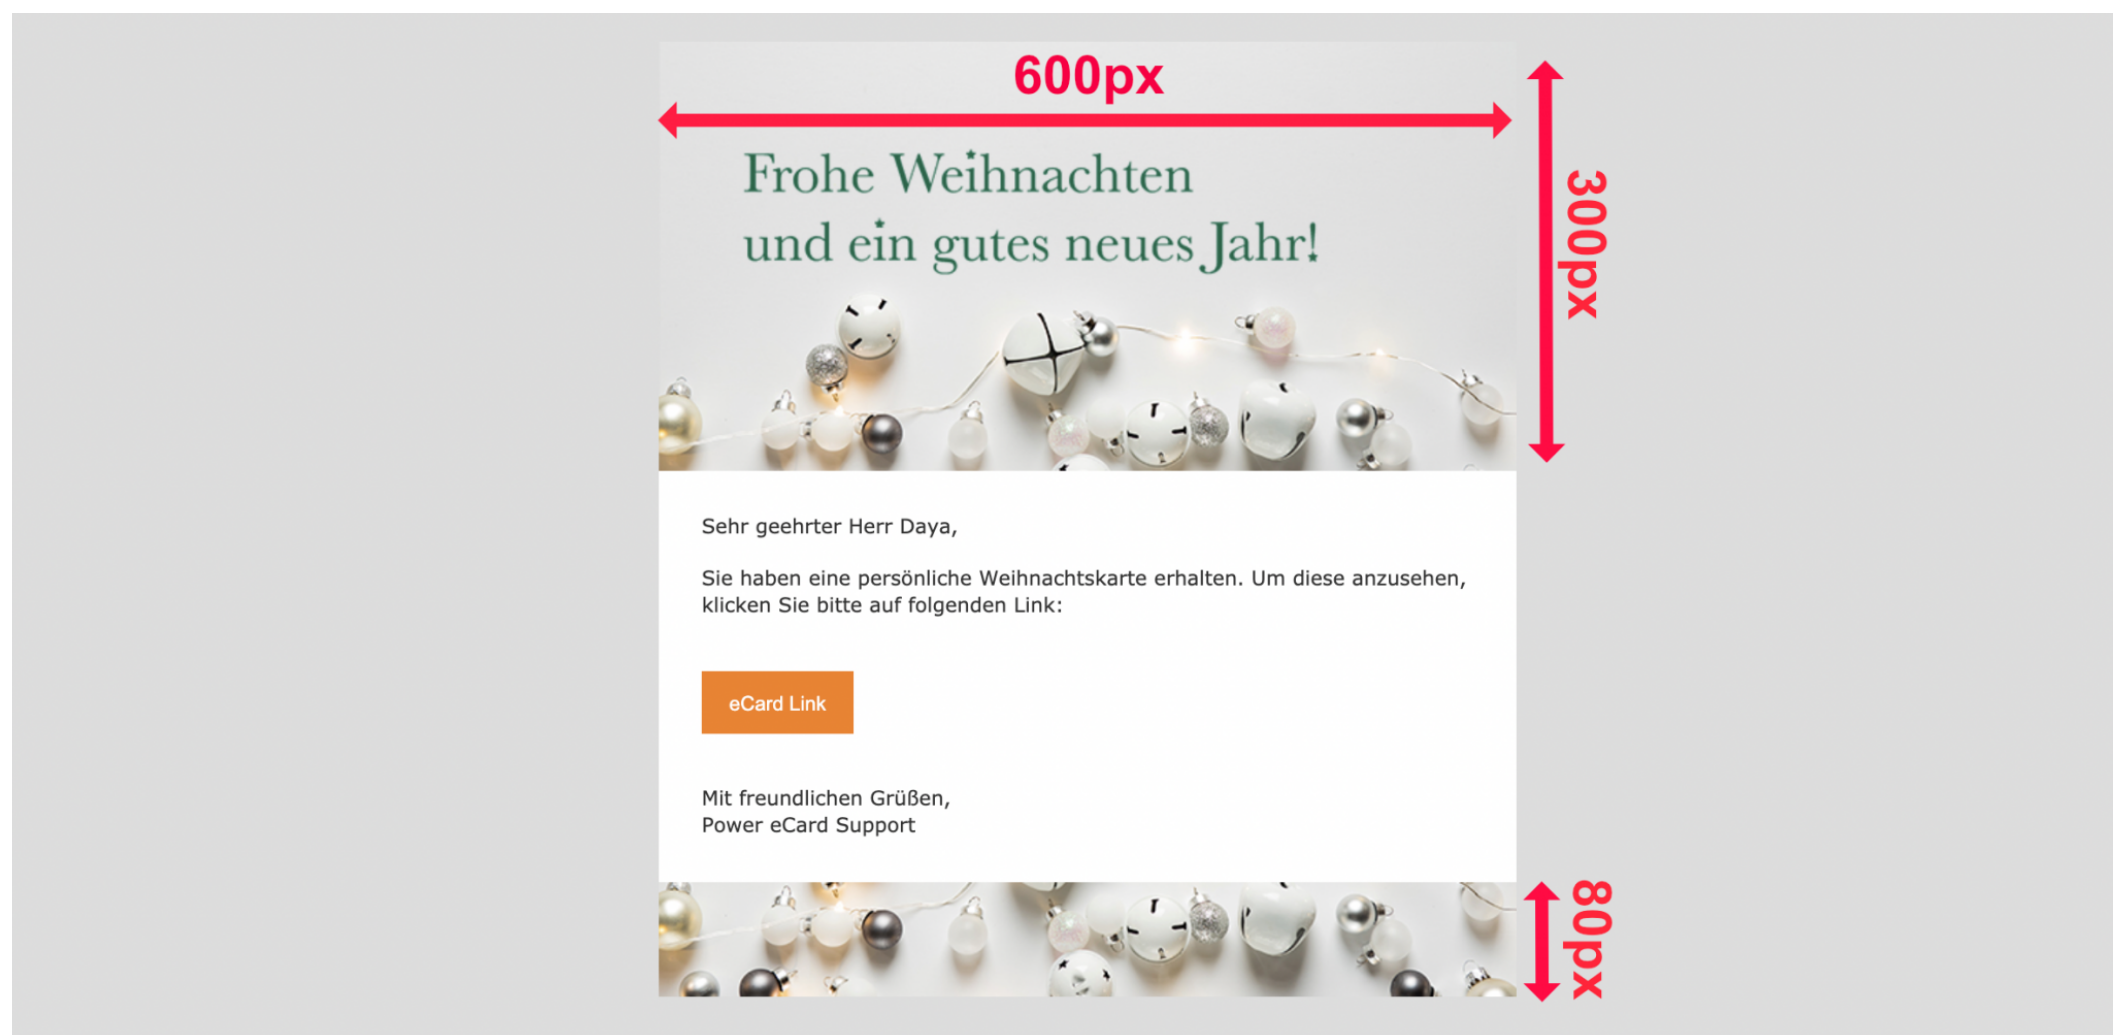 600px
300px
Frohe Weihnachten
und ein gutes neues Jahr!
Sehr geehrter Herr Daya,
Sie haben eine persönliche Weihnachtskarte erhalten. Um diese anzusehen,
klicken Sie bitte auf folgenden Link:
eCard Link
Mit freundlichen Grüßen,
Power eCard Support
80px